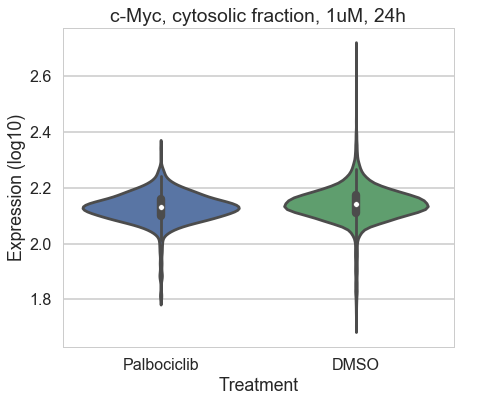 c-Myc, cytosolic fraction, 1uM, 24h
2.6
2.4
2.2
2.0
1.8
Expression (log10)
Palbociclib DMSO
Treatment